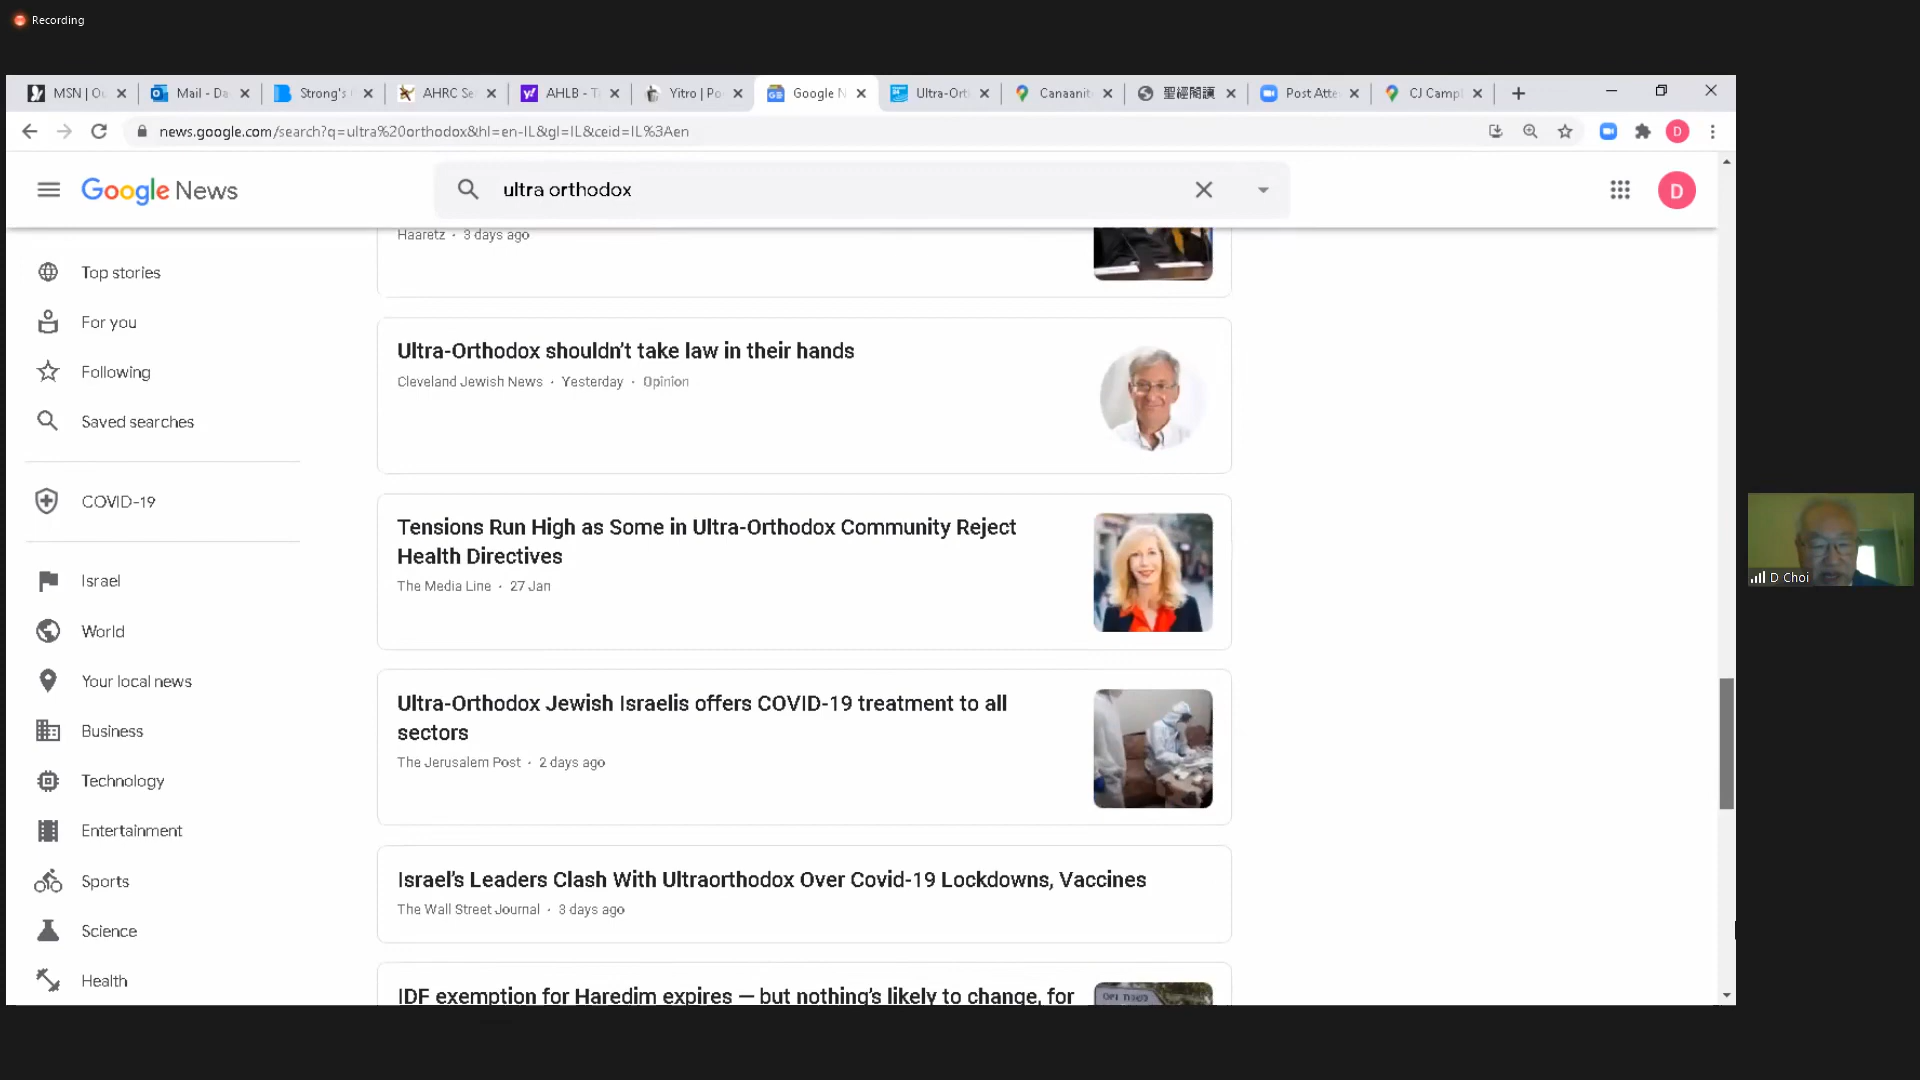 Recording
MSN | O
Mail - Da
Strong's
AHRC Se
AHLB - T
Yitro | Po
Google N
Ultra-Ort
Canaanit
聖經閱讀
Post Atte
CJ Camp
news.google.com/search?q=ultra%20orthodox&hl=en-IL&gl=IL&ceid=IL%3Aen
D
Google News
ultra orthodox
D
Top stories
For you
Following
Saved searches
COVID-19
Israel
World
Your local news
Business
Technology
Entertainment
Sports
Science
Health
Haaretz · 3 days ago
Ultra-Orthodox shouldn't take law in their hands
Cleveland Jewish News · Yesterday · Opinion
Tensions Run High as Some in Ultra-Orthodox Community Reject
Health Directives
The Media Line · 27 Jan
Ultra-Orthodox Jewish Israelis offers COVID-19 treatment to all
sectors
The Jerusalem Post · 2 days ago
Israel's Leaders Clash With Ultraorthodox Over Covid-19 Lockdowns, Vaccines
The Wall Street Journal · 3 days ago
IDF exemption for Haredim expires — but nothing's likely to change, for
D Choi